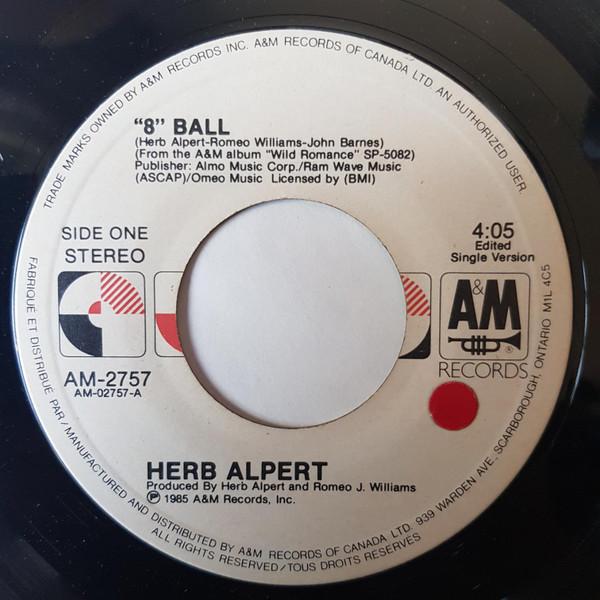 TRADE MARKS OWNED BY A&M RECORDS INC. A&M RECORDS OF CANADA LTD. AN AUTHORIZED USER.
"8" BALL
(Herb Alpert-Romeo Williams-John Barnes)
(From the A&M album "Wild Romance" SP-5082)
Publisher: Almo Music Corp./Ram Wave Music
(ASCAP)/Omeo Music Licensed by (BMI)
SIDE ONE
STEREO
4:05
Edited
Single Version
A&M
®
RECORDS
AM-2757
AM-02757-A
HERB ALPERT
Produced By Herb Alpert and Romeo J. Williams
℗ 1985 A&M Records, Inc.
FABRIQUÉ ET DISTRIBUÉ PAR/MANUFACTURED AND DISTRIBUTED BY A&M RECORDS OF CANADA LTD. 939 WARDEN AVE., SCARBOROUGH, ONTARIO M1L 4C5
ALL RIGHTS RESERVED/TOUS DROITS RESERVES